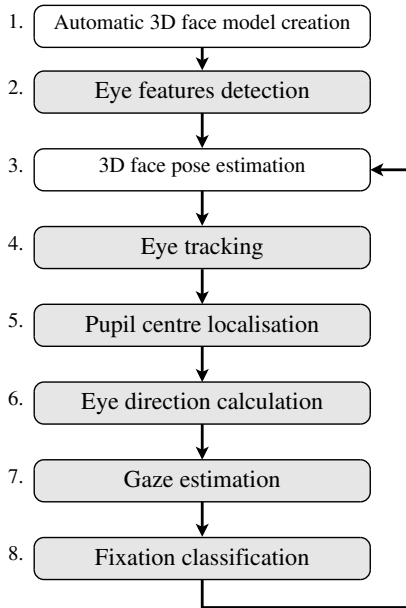 1. Automatic 3D face model creation
2. Eye features detection
3. 3D face pose estimation
4. Eye tracking
5. Pupil centre localisation
6. Eye direction calculation
7. Gaze estimation
8. Fixation classification